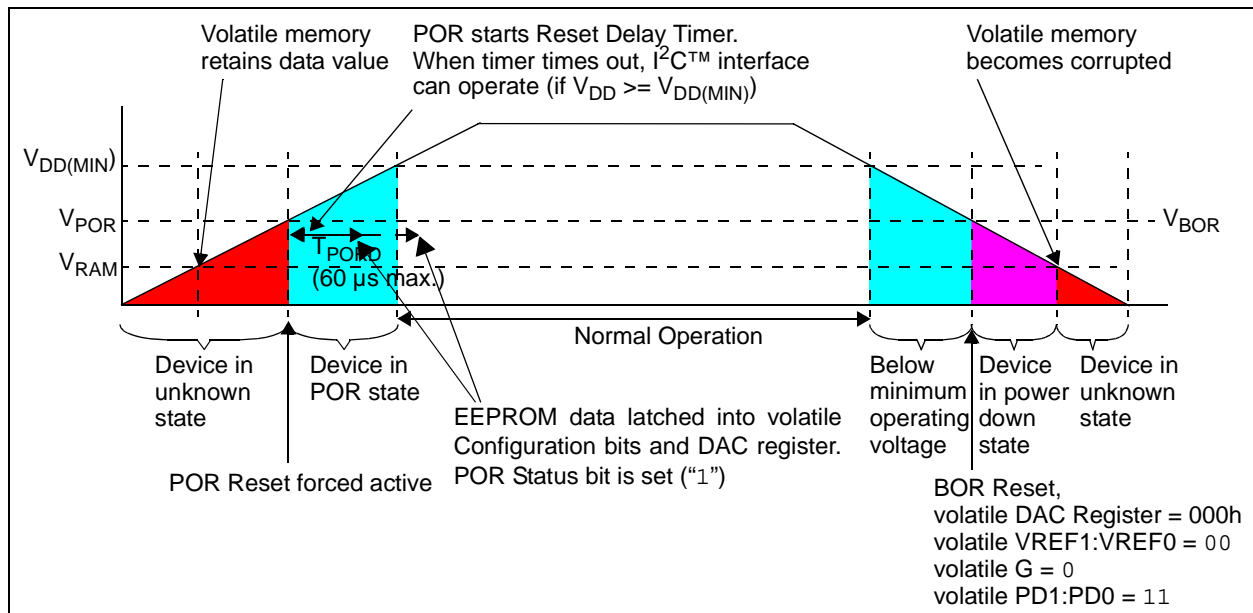 Volatile memory
retains data value
POR starts Reset Delay Timer.
When timer times out, I²C™ interface
can operate (if VDD >= VDD(MIN))
Volatile memory
becomes corrupted
VDD(MIN)
VPOR
VBOR
TPORD
(60 µs max.)
VRAM
Normal Operation
Device in
unknown
state
Device in
POR state
Below
minimum
operating
voltage
Device
in power
down
state
Device in
unknown
state
EEPROM data latched into volatile
Configuration bits and DAC register.
POR Status bit is set (“1”)
POR Reset forced active
BOR Reset,
volatile DAC Register = 000h
volatile VREF1:VREF0 = 00
volatile G = 0
volatile PD1:PD0 = 11